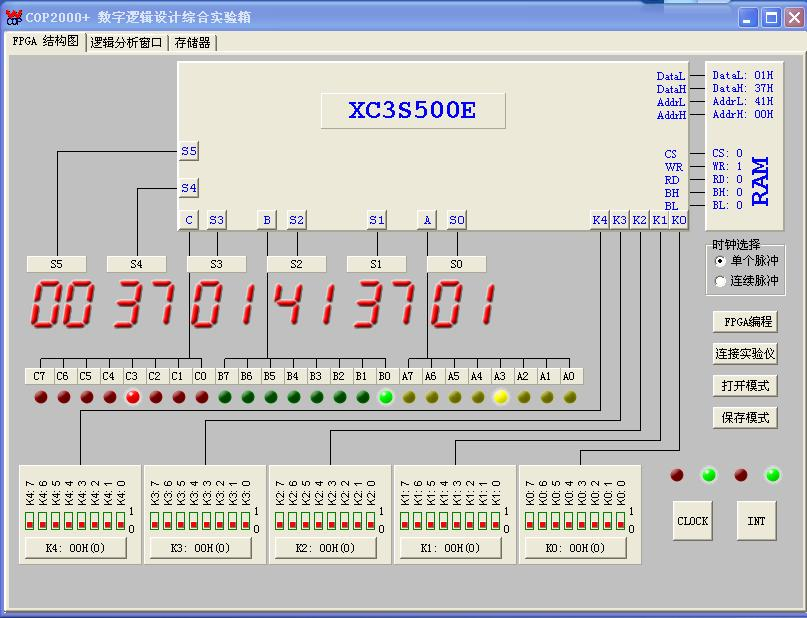 COP2000+ 数字逻辑设计综合实验箱
FPGA 结构图 逻辑分析窗口 存储器
XC3S500E
DataL DataL: 01H
DataH DataH: 37H
AddrL AddrL: 41H
AddrH AddrH: 00H
CS CS: 0
WR WR: 1
RD RD: 0
BH BH: 0
BL BL: 0
RAM
S5
S4
C S3 B S2 S1 A S0 K4 K3 K2 K1 K0
S5 S4 S3 S2 S1 S0
00 37 01 41 37 01
时钟选择
单个脉冲
连续脉冲
FPGA编程
连接实验仪
打开模式
保存模式
C7 C6 C5 C4 C3 C2 C1 C0 B7 B6 B5 B4 B3 B2 B1 B0 A7 A6 A5 A4 A3 A2 A1 A0
K4:7 K4:6 K4:5 K4:4 K4:3 K4:2 K4:1 K4:0
1
0
K4: 00H(0)
K3:7 K3:6 K3:5 K3:4 K3:3 K3:2 K3:1 K3:0
1
0
K3: 00H(0)
K2:7 K2:6 K2:5 K2:4 K2:3 K2:2 K2:1 K2:0
1
0
K2: 00H(0)
K1:7 K1:6 K1:5 K1:4 K1:3 K1:2 K1:1 K1:0
1
0
K1: 00H(0)
K0:7 K0:6 K0:5 K0:4 K0:3 K0:2 K0:1 K0:0
1
0
K0: 00H(0)
CLOCK INT